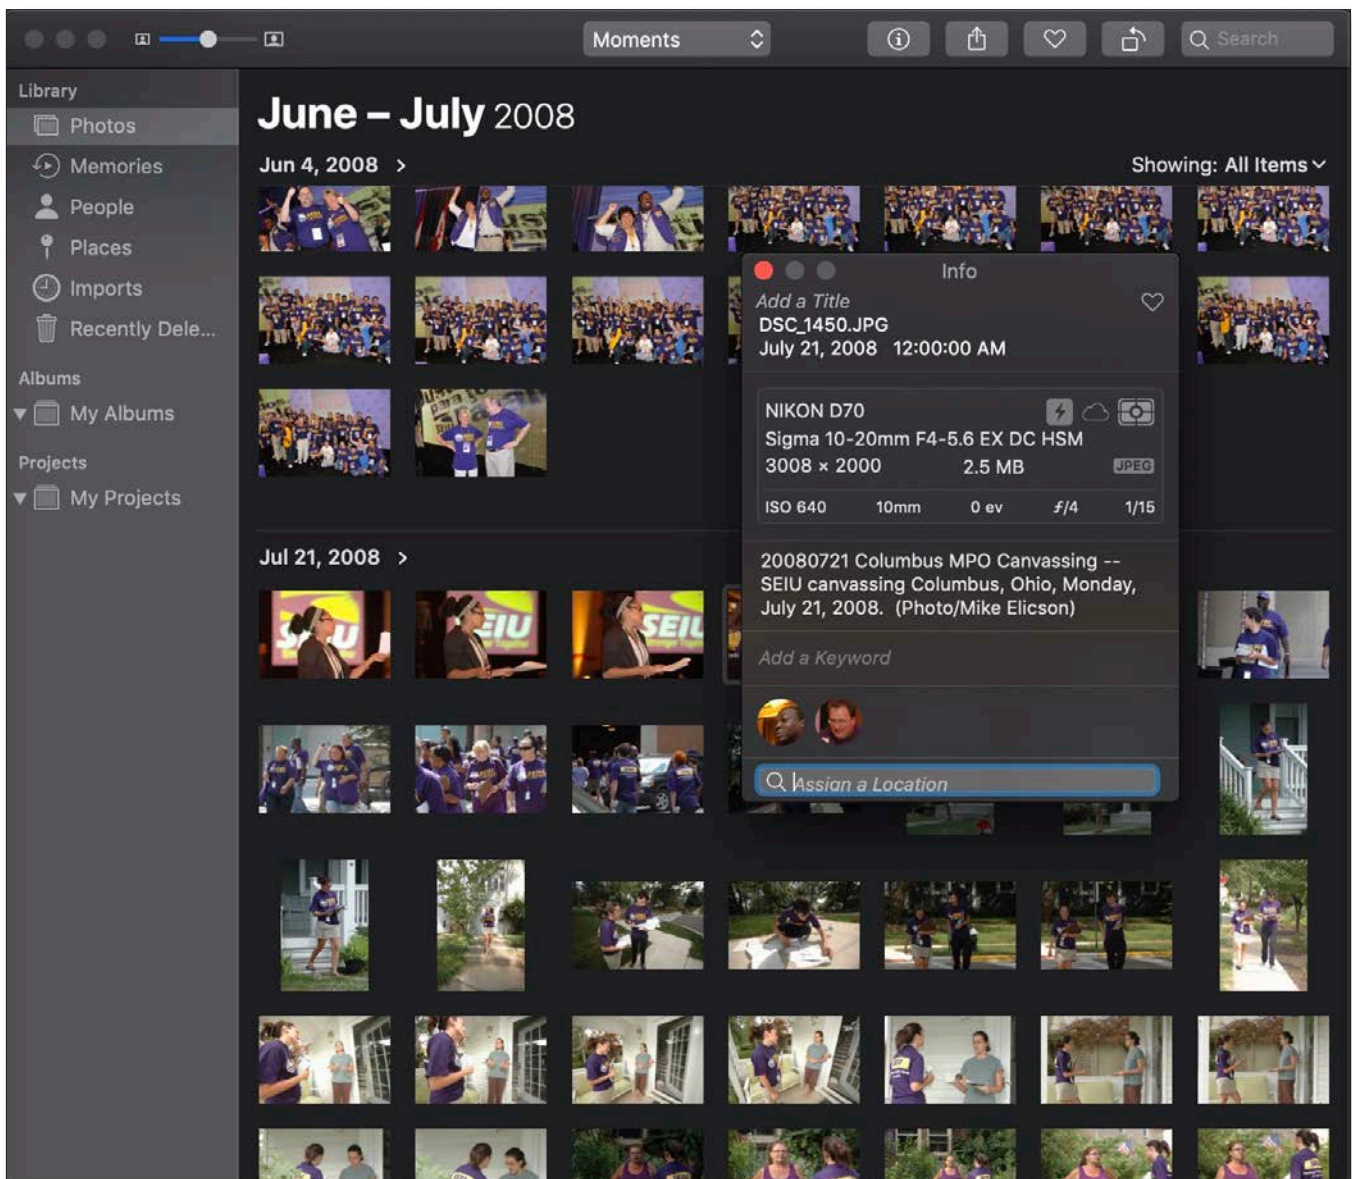 Moments
Search
Library
Photos
Memories
People
Places
Imports
Recently Dele...
Albums
My Albums
Projects
My Projects
June – July 2008
Jun 4, 2008 >
Showing: All Items
Info
Add a Title
DSC_1450.JPG
July 21, 2008 12:00:00 AM
NIKON D70
Sigma 10-20mm F4-5.6 EX DC HSM
3008 × 2000 2.5 MB JPEG
ISO 640 10mm 0 ev ƒ/4 1/15
20080721 Columbus MPO Canvassing --
SEIU canvassing Columbus, Ohio, Monday,
July 21, 2008. (Photo/Mike Elicson)
Add a Keyword
Assign a Location
Jul 21, 2008 >
SEIU
SEIU
SEIU